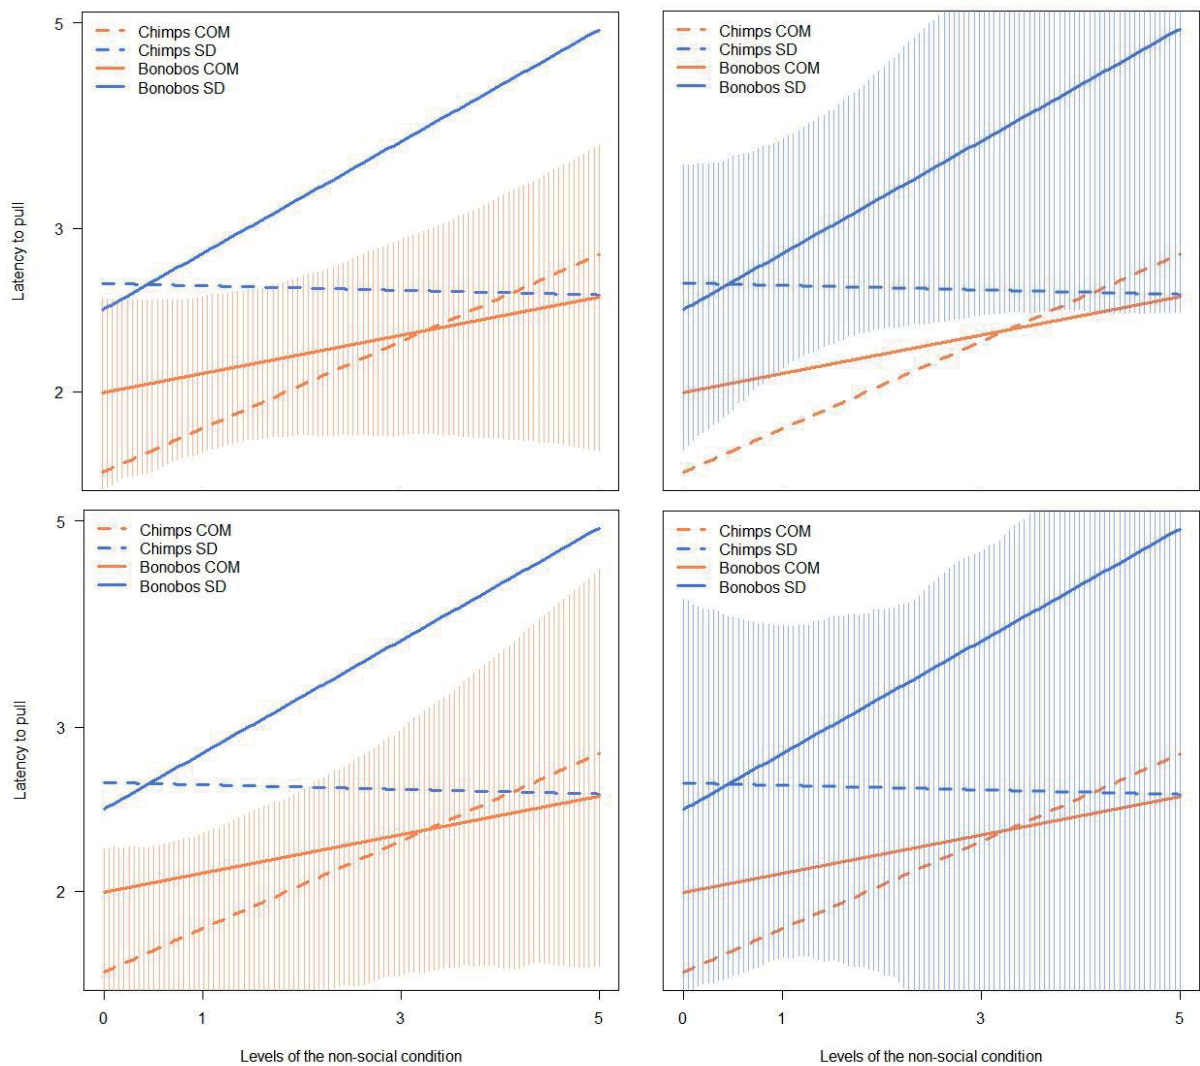 5
3
2
Latency to pull
Chimps COM
Chimps SD
Bonobos COM
Bonobos SD
Chimps COM
Chimps SD
Bonobos COM
Bonobos SD
5
3
2
Latency to pull
Chimps COM
Chimps SD
Bonobos COM
Bonobos SD
0 1 3 5
Levels of the non-social condition
Chimps COM
Chimps SD
Bonobos COM
Bonobos SD
0 1 3 5
Levels of the non-social condition